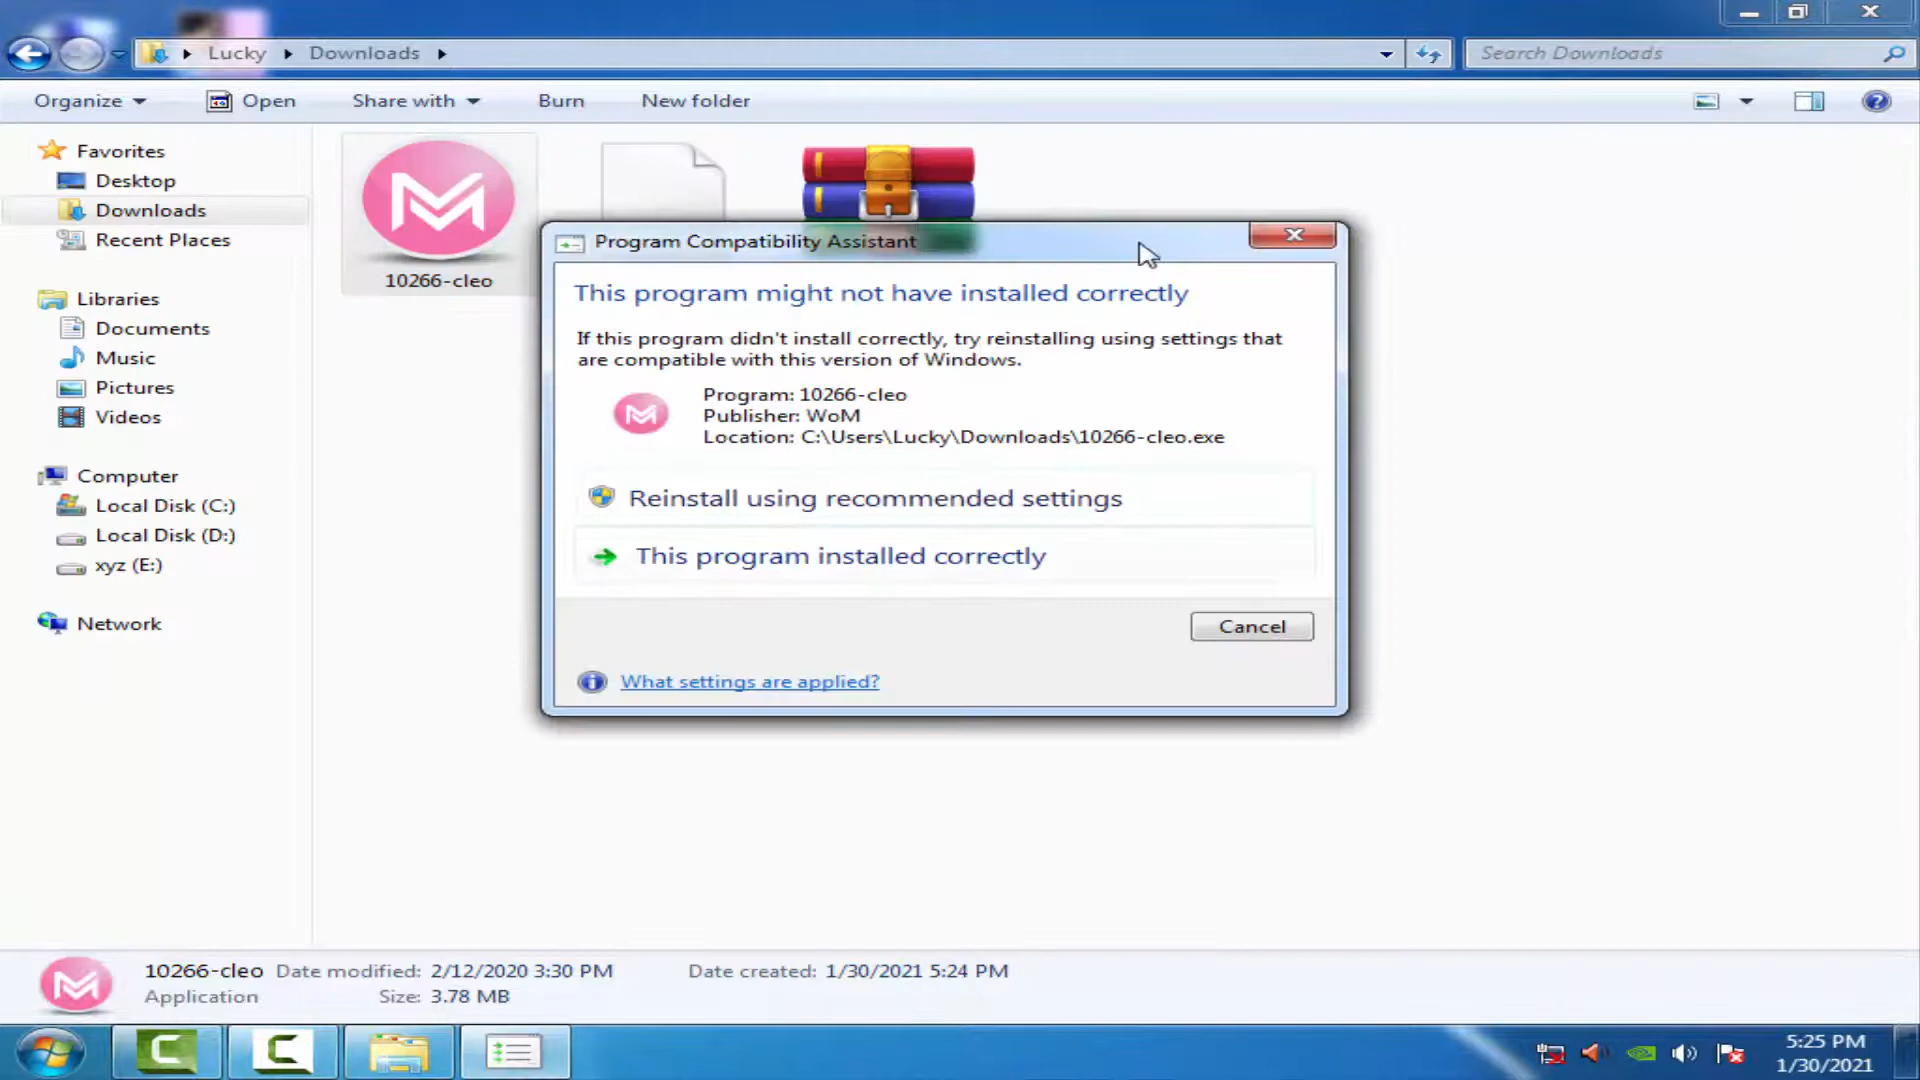 Lucky
Downloads
Search Downloads
Organize
Open
Share with
Burn
New folder
Favorites
Desktop
Downloads
Recent Places
Libraries
Documents
Music
Pictures
Videos
Computer
Local Disk (C:)
Local Disk (D:)
xyz (E:)
Network
10266-cleo
Program Compatibility Assistant
This program might not have installed correctly
If this program didn't install correctly, try reinstalling using settings that
are compatible with this version of Windows.
Program: 10266-cleo
Publisher: WoM
Location: C:\Users\Lucky\Downloads\10266-cleo.exe
Reinstall using recommended settings
This program installed correctly
Cancel
What settings are applied?
10266-cleo Date modified: 2/12/2020 3:30 PM Date created: 1/30/2021 5:24 PM
Application Size: 3.78 MB
5:25 PM
1/30/2021